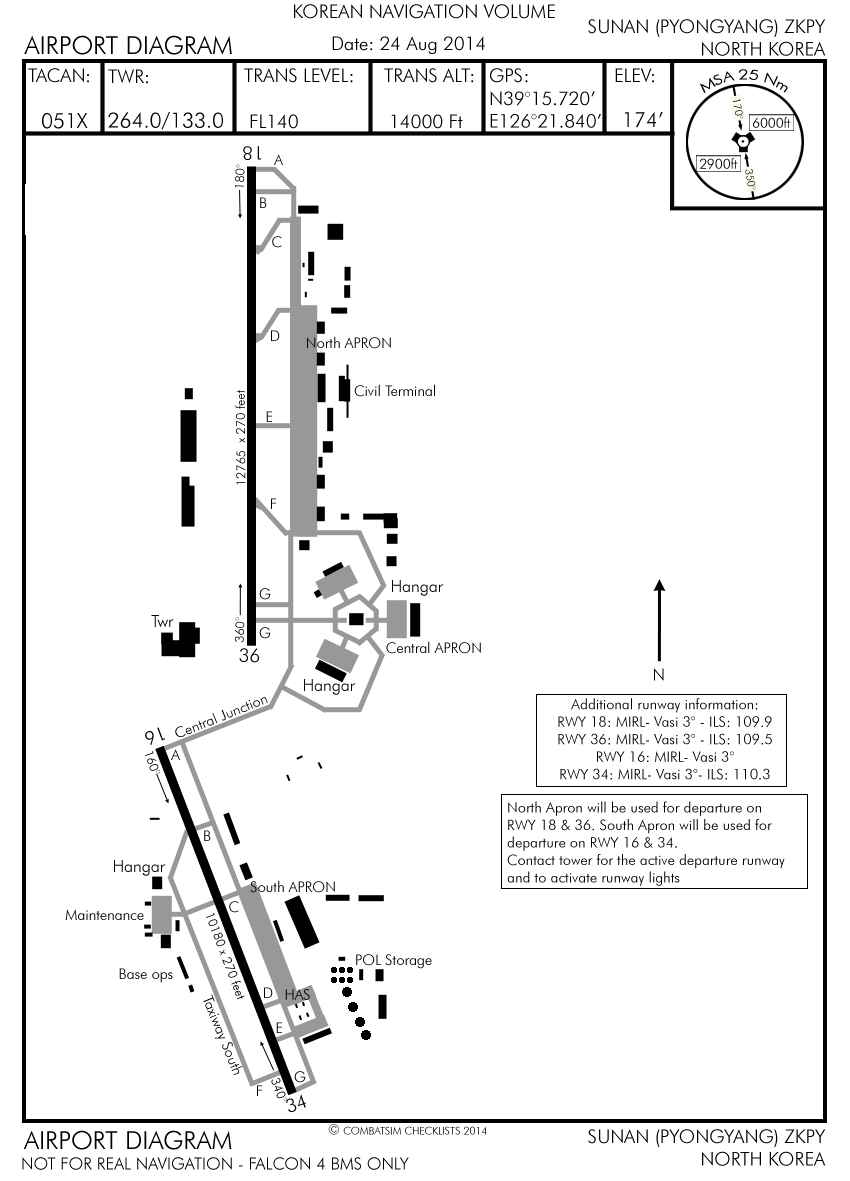 KOREAN NAVIGATION VOLUME
AIRPORT DIAGRAM
Date: 24 Aug 2014
SUNAN (PYONGYANG) ZKPY
NORTH KOREA
TACAN:
051X
TWR:
264.0/133.0
TRANS LEVEL:
FL140
TRANS ALT:
14000 Ft
GPS:
N39°15.720′
E126°21.840′
ELEV:
174′
MSA 25 Nm
170°
6000ft
2900ft
350°
18
A
180°
B
C
D
North APRON
Civil Terminal
12765 x 270 feet
E
F
Hangar
G
360°
G
Twr
36
Central APRON
Hangar
N
Central Junction
16
A
160°
Additional runway information:
RWY 18: MIRL- Vasi 3° - ILS: 109.9
RWY 36: MIRL- Vasi 3° - ILS: 109.5
RWY 16: MIRL- Vasi 3°
RWY 34: MIRL- Vasi 3°- ILS: 110.3
North Apron will be used for departure on
RWY 18 & 36. South Apron will be used for
departure on RWY 16 & 34.
Contact tower for the active departure runway
and to activate runway lights
B
Hangar
South APRON
C
Maintenance
10180 x 270 feet
POL Storage
Base ops
D
HAS
Taxiway South
E
F
340°
G
34
© COMBATSIM CHECKLISTS 2014
AIRPORT DIAGRAM
NOT FOR REAL NAVIGATION - FALCON 4 BMS ONLY
SUNAN (PYONGYANG) ZKPY
NORTH KOREA